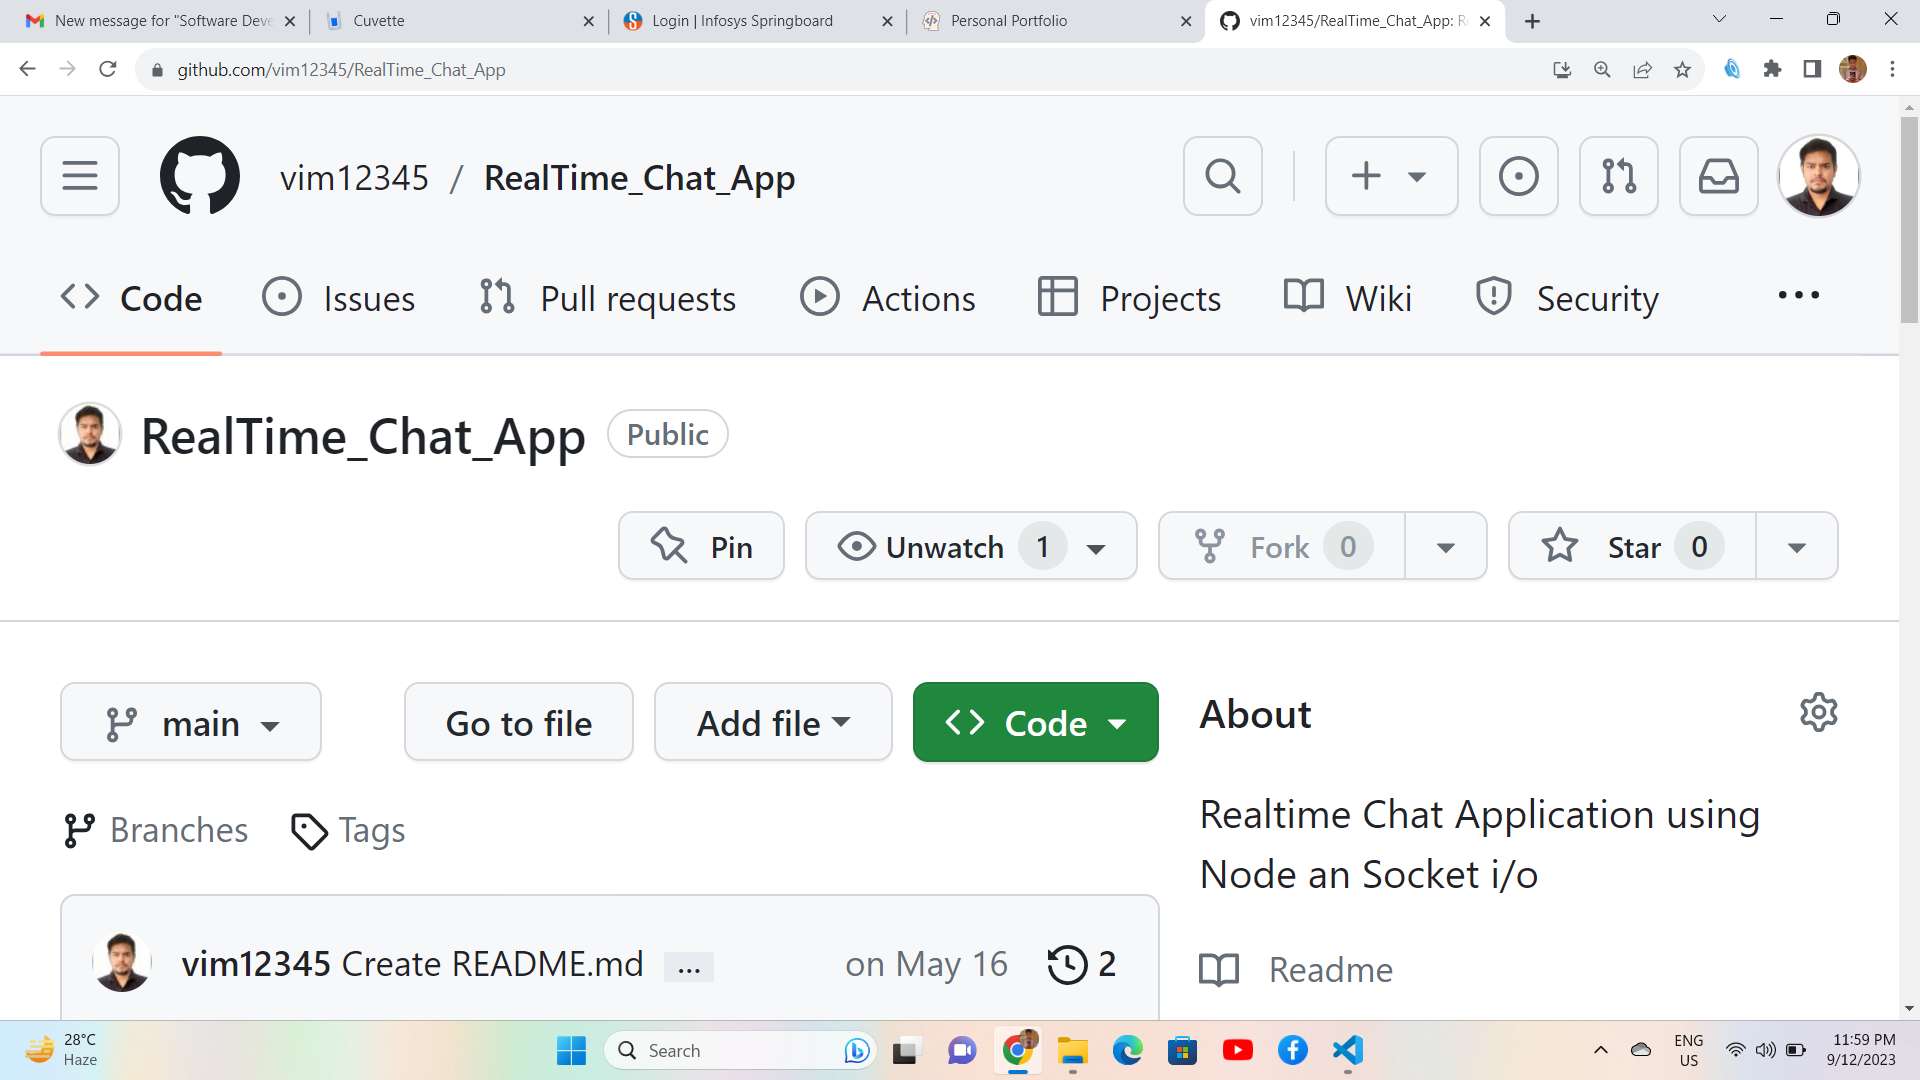 New message for "Software Deve
Cuvette
Login | Infosys Springboard
Personal Portfolio
vim12345/RealTime_Chat_App: R
github.com/vim12345/RealTime_Chat_App
vim12345 / RealTime_Chat_App
Code
Issues
Pull requests
Actions
Projects
Wiki
Security
RealTime_Chat_App
Public
Pin
Unwatch 1
Fork 0
Star 0
main
Go to file
Add file
Code
About
Realtime Chat Application using
Node an Socket i/o
Branches
Tags
vim12345 Create README.md ... on May 16 2
Readme
28°C
Haze
Search
ENG
US
11:59 PM
9/12/2023